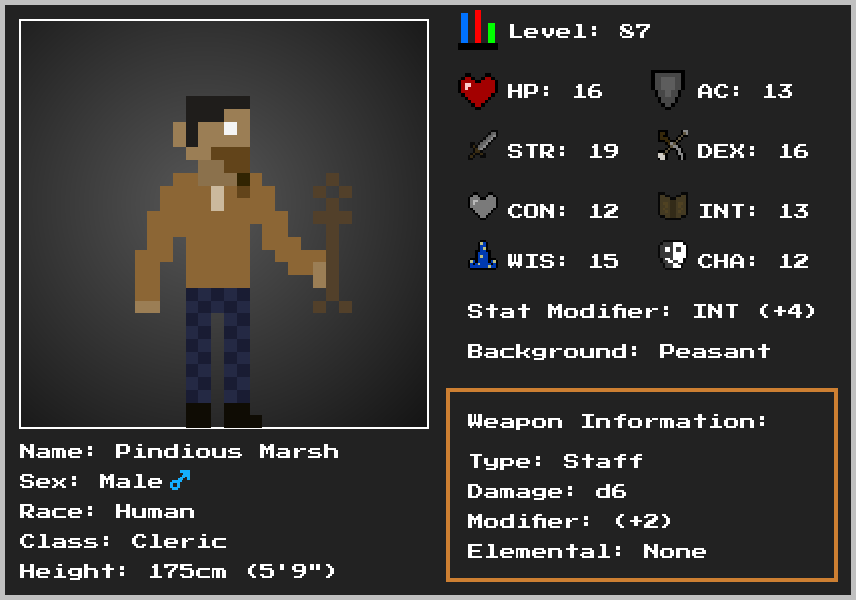 Level: 87
HP: 16 AC: 13
STR: 19 DEX: 16
CON: 12 INT: 13
WIS: 15 CHA: 12
Stat Modifier: INT (+4)
Background: Peasant
Weapon Information:
Type: Staff
Damage: d6
Modifier: (+2)
Elemental: None
Name: Pindious Marsh
Sex: Male ♂
Race: Human
Class: Cleric
Height: 175cm (5'9")